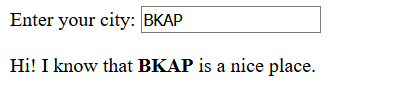 Enter your city: BKAP
Hi! I know that BKAP is a nice place.